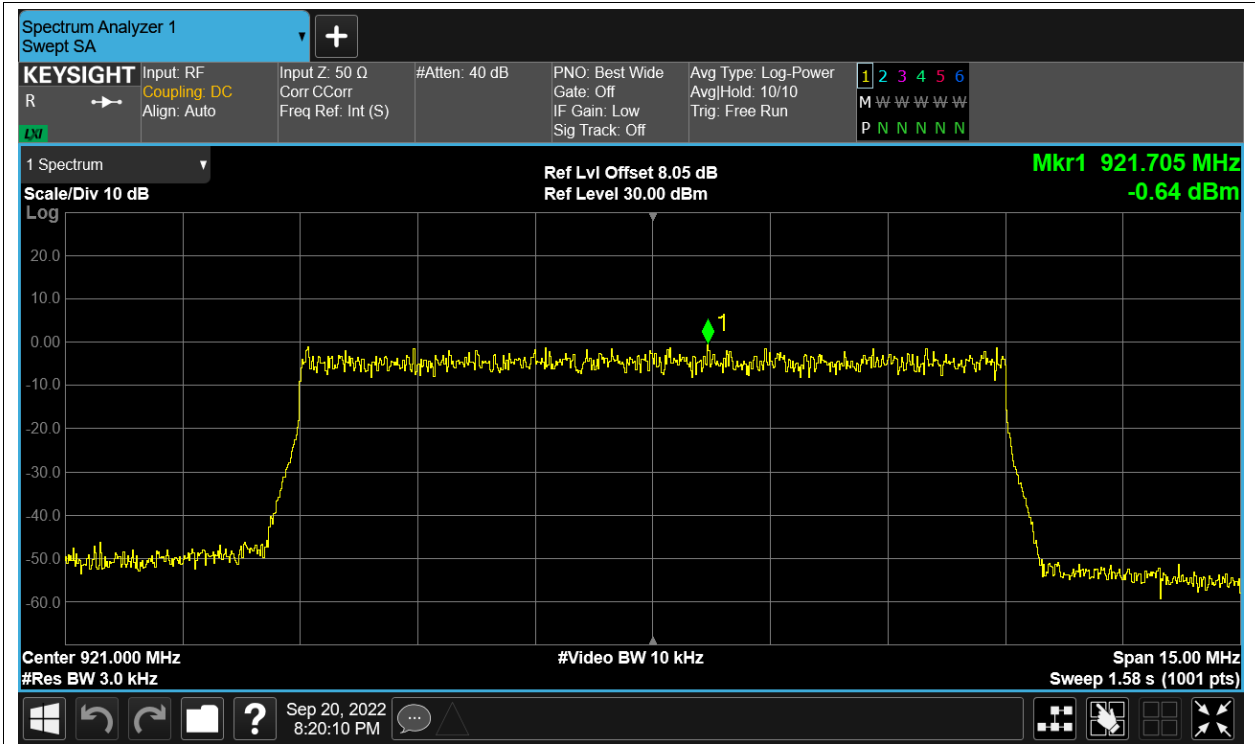 Spectrum Analyzer 1
Swept SA
+
KEYSIGHT
R
LXI
Input: RF
Coupling: DC
Align: Auto
Input Z: 50 Ω
Corr CCorr
Freq Ref: Int (S)
#Atten: 40 dB
PNO: Best Wide
Gate: Off
IF Gain: Low
Sig Track: Off
Avg Type: Log-Power
Avg|Hold: 10/10
Trig: Free Run
1 2 3 4 5 6
M W W W W W
P N N N N N
1 Spectrum
Scale/Div 10 dB
Log
Ref Lvl Offset 8.05 dB
Ref Level 30.00 dBm
Mkr1 921.705 MHz
-0.64 dBm
20.0
10.0
0.00
-10.0
-20.0
-30.0
-40.0
-50.0
-60.0
1
Center 921.000 MHz
#Res BW 3.0 kHz
#Video BW 10 kHz
Span 15.00 MHz
Sweep 1.58 s (1001 pts)
?
Sep 20, 2022
8:20:10 PM